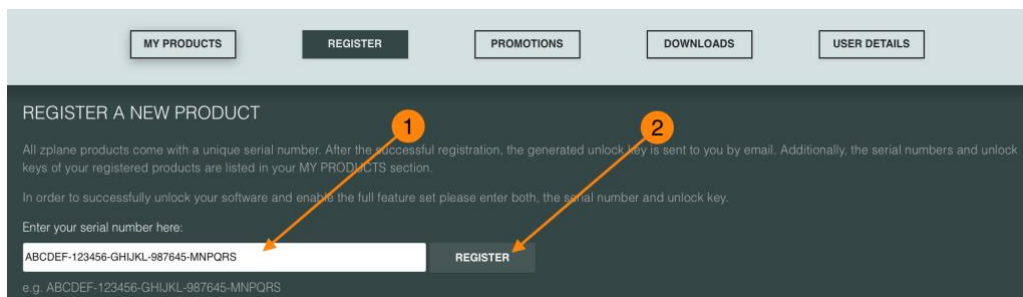 MY PRODUCTS REGISTER PROMOTIONS DOWNLOADS USER DETAILS
REGISTER A NEW PRODUCT
1 2
All zplane products come with a unique serial number. After the successful registration, the generated unlock key is sent to you by email. Additionally, the serial numbers and unlock
keys of your registered products are listed in your MY PRODUCTS section.
In order to successfully unlock your software and enable the full feature set please enter both, the serial number and unlock key.
Enter your serial number here:
ABCDEF-123456-GHIJKL-987645-MNPQRS REGISTER
e.g. ABCDEF-123456-GHIJKL-987645-MNPQRS